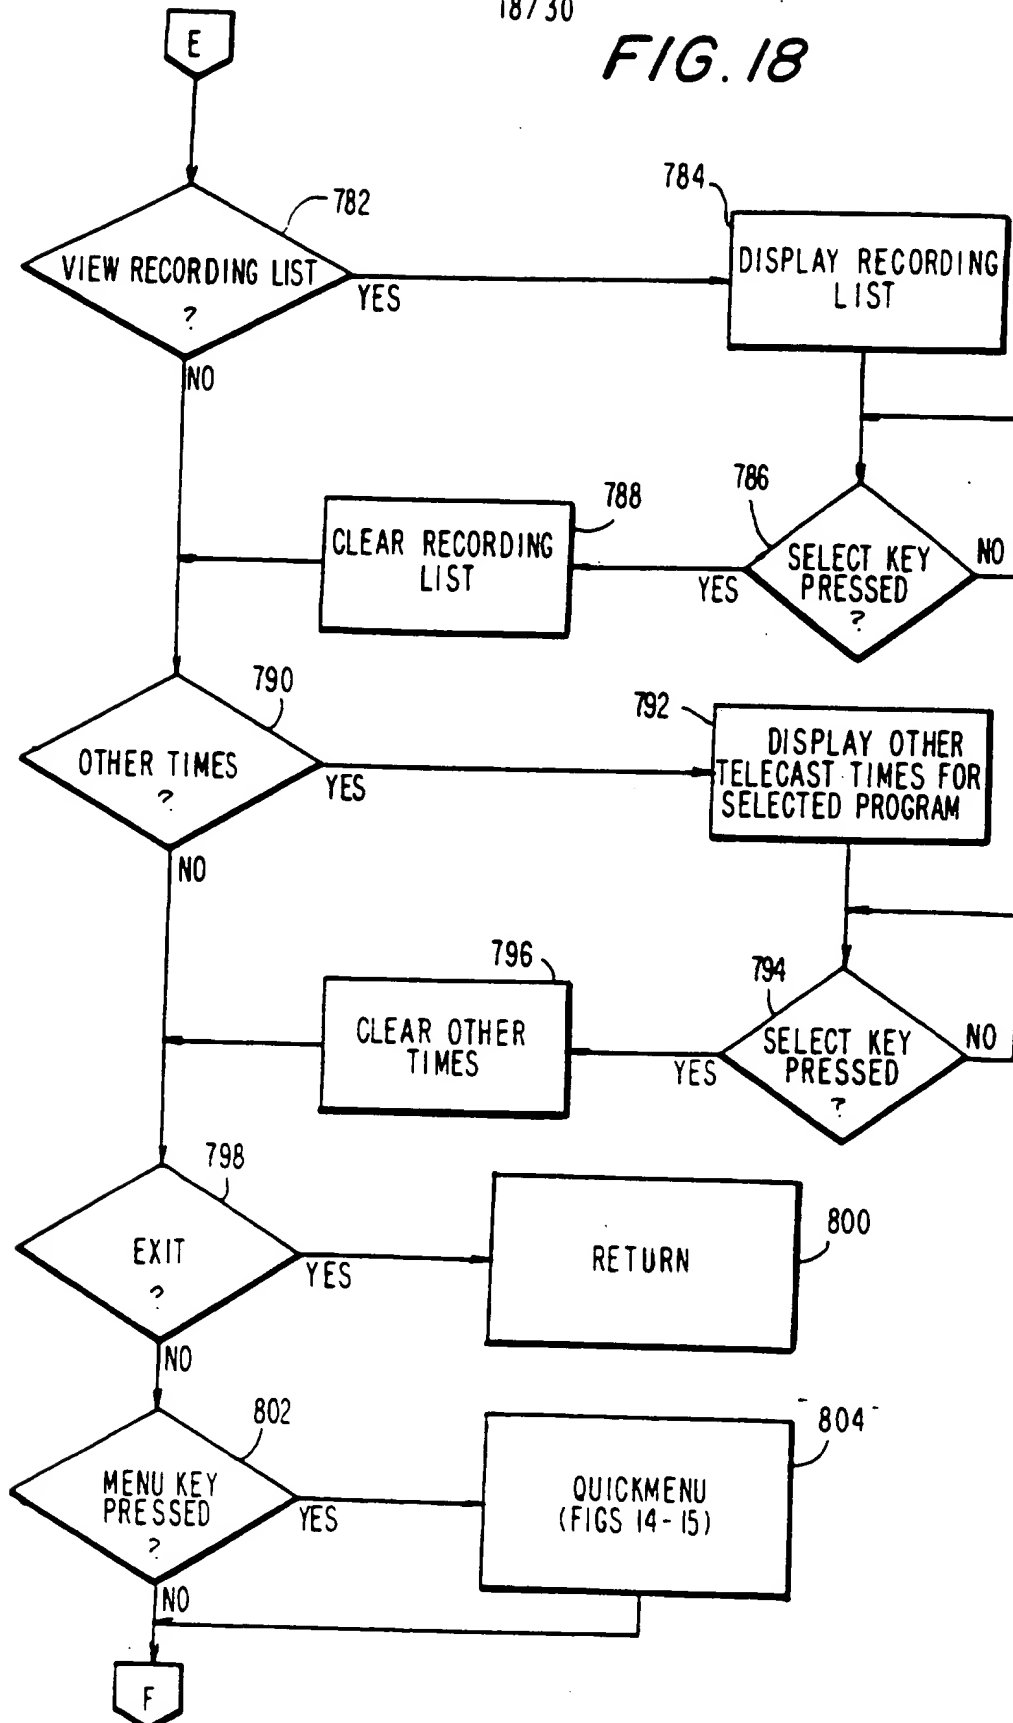 18/30
FIG. 18
E
782
VIEW RECORDING LIST
?
YES
NO
784
DISPLAY RECORDING
LIST
786
SELECT KEY
PRESSED
?
NO
YES
788
CLEAR RECORDING
LIST
790
OTHER TIMES
?
YES
NO
792
DISPLAY OTHER
TELECAST TIMES FOR
SELECTED PROGRAM
794
SELECT KEY
PRESSED
?
NO
YES
796
CLEAR OTHER
TIMES
798
EXIT
?
YES
NO
800
RETURN
802
MENU KEY
PRESSED
?
YES
NO
804
QUICKMENU
(FIGS 14-15)
F